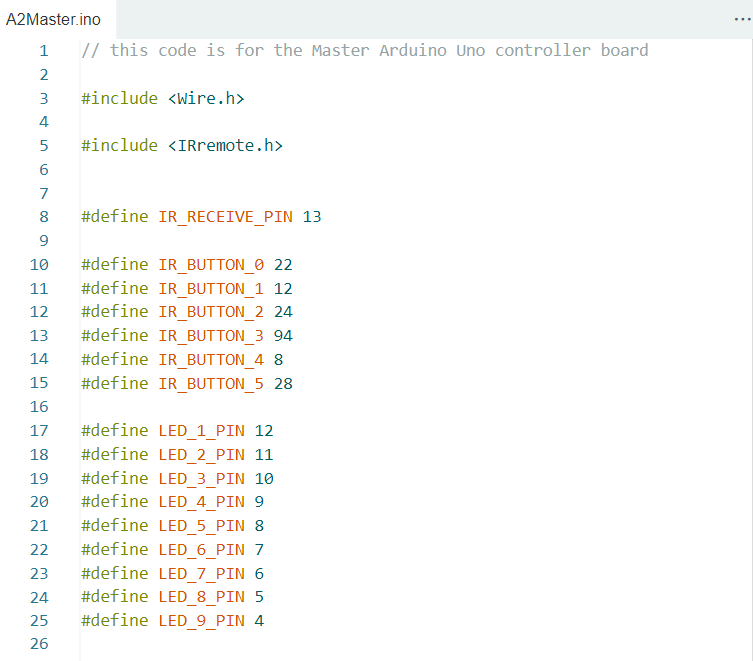 A2Master.ino
...
1 // this code is for the Master Arduino Uno controller board
2
3 #include <Wire.h>
4
5 #include <IRremote.h>
6
7
8 #define IR_RECEIVE_PIN 13
9
10 #define IR_BUTTON_0 22
11 #define IR_BUTTON_1 12
12 #define IR_BUTTON_2 24
13 #define IR_BUTTON_3 94
14 #define IR_BUTTON_4 8
15 #define IR_BUTTON_5 28
16
17 #define LED_1_PIN 12
18 #define LED_2_PIN 11
19 #define LED_3_PIN 10
20 #define LED_4_PIN 9
21 #define LED_5_PIN 8
22 #define LED_6_PIN 7
23 #define LED_7_PIN 6
24 #define LED_8_PIN 5
25 #define LED_9_PIN 4
26